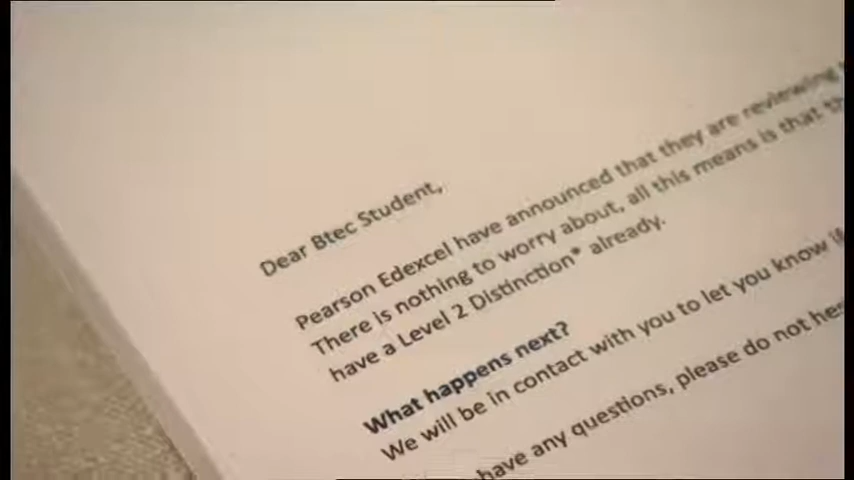 Dear Btec Student,
Pearson Edexcel have announced that they are reviewing
There is nothing to worry about, all this means is that
have a Level 2 Distinction* already.
What happens next?
We will be in contact with you to let you know
have any questions, please do not